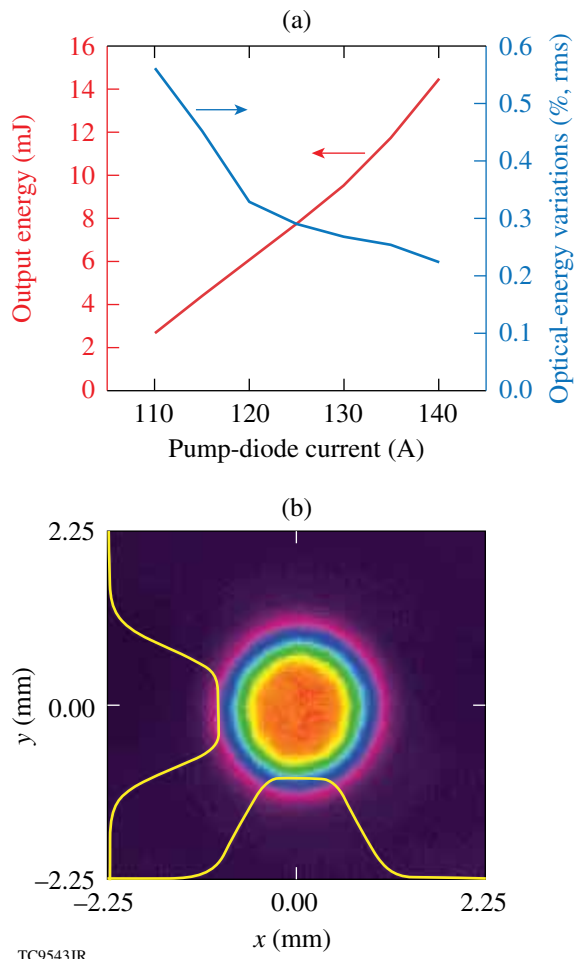 (a)
16
14
12
10
8
6
4
2
0
Output energy (mJ)
0.6
0.5
0.4
0.3
0.2
0.1
0.0
Optical-energy variations (%, rms)
110 120 130 140
Pump-diode current (A)
(b)
2.25
0.00
−2.25
y (mm)
−2.25 0.00 2.25
x (mm)
TC9543JR